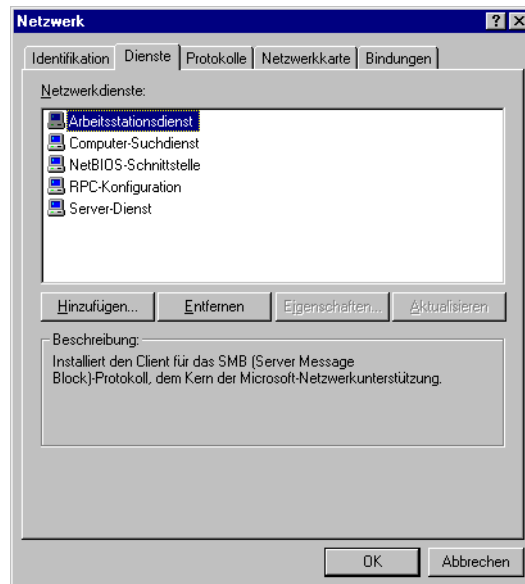 Netzwerk
Identifikation Dienste Protokolle Netzwerkkarte Bindungen
Netzwerkdienste:
Arbeitsstationsdienst
Computer-Suchdienst
NetBIOS-Schnittstelle
RPC-Konfiguration
Server-Dienst
Hinzufügen... Entfernen Eigenschaften... Aktualisieren
Beschreibung:
Installiert den Client für das SMB (Server Message
Block)-Protokoll, dem Kern der Microsoft-Netzwerkunterstützung.
OK Abbrechen